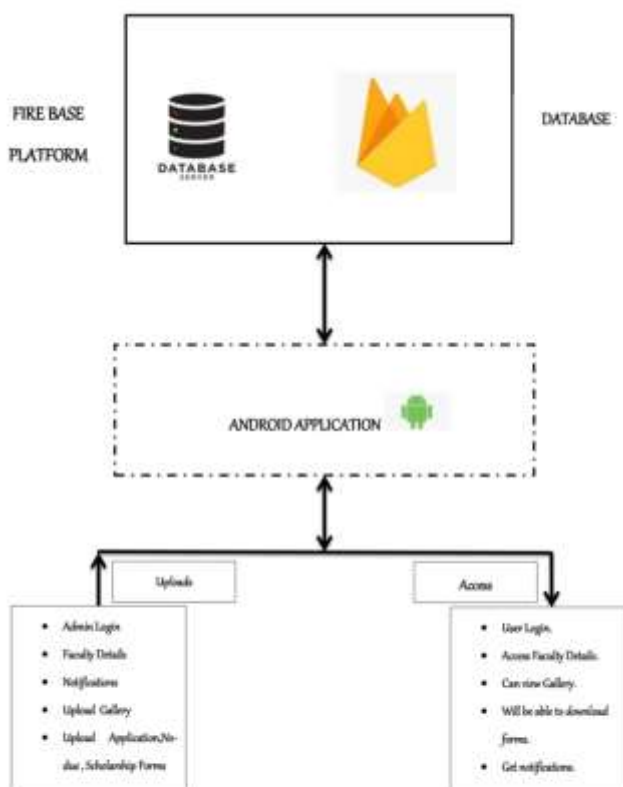 FIRE BASE
PLATFORM
DATABASE
SERVER
DATABASE
ANDROID APPLICATION
Uploads
Access
• Admin Login
• Faculty Details
• Notifications
• Upload Gallery
• Upload Application,No-
due , Scholarship Forms
• User Login.
• Access Faculty Details.
• Can view Gallery.
• Will be able to download
forms.
• Get notifications.